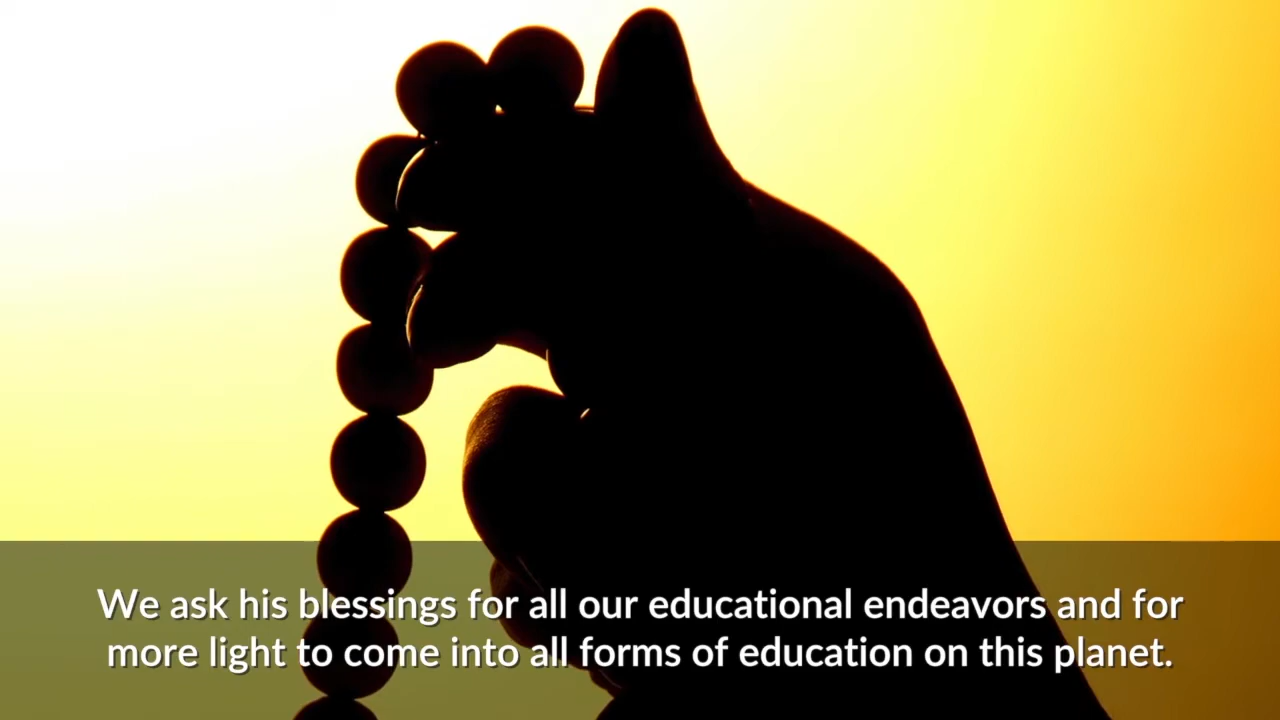 We ask his blessings for all our educational endeavors and for
more light to come into all forms of education on this planet.